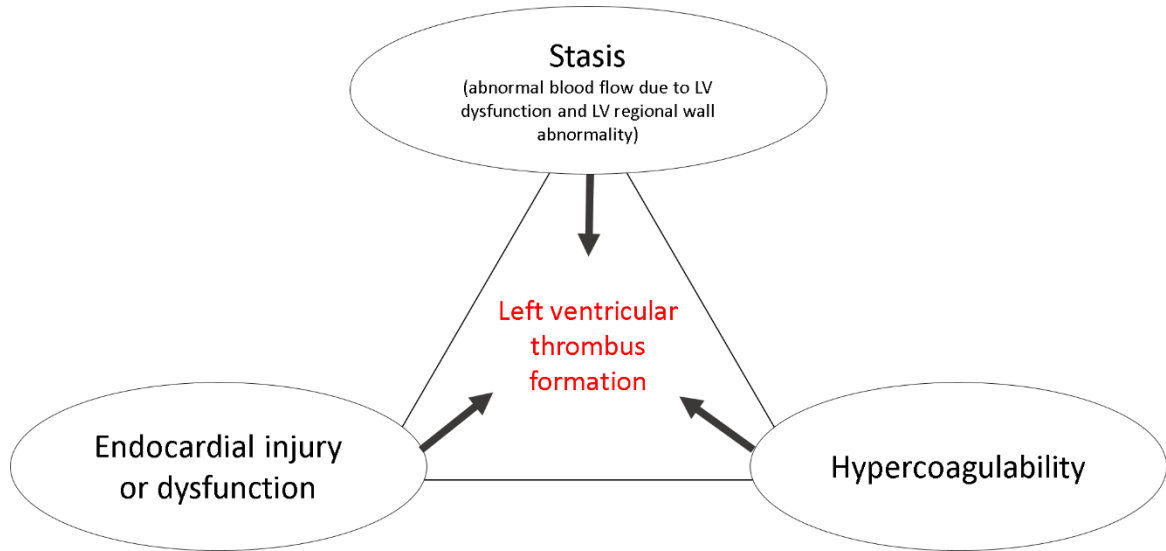 Stasis
(abnormal blood flow due to LV
dysfunction and LV regional wall
abnormality)
Left ventricular
thrombus
formation
Endocardial injury
or dysfunction
Hypercoagulability